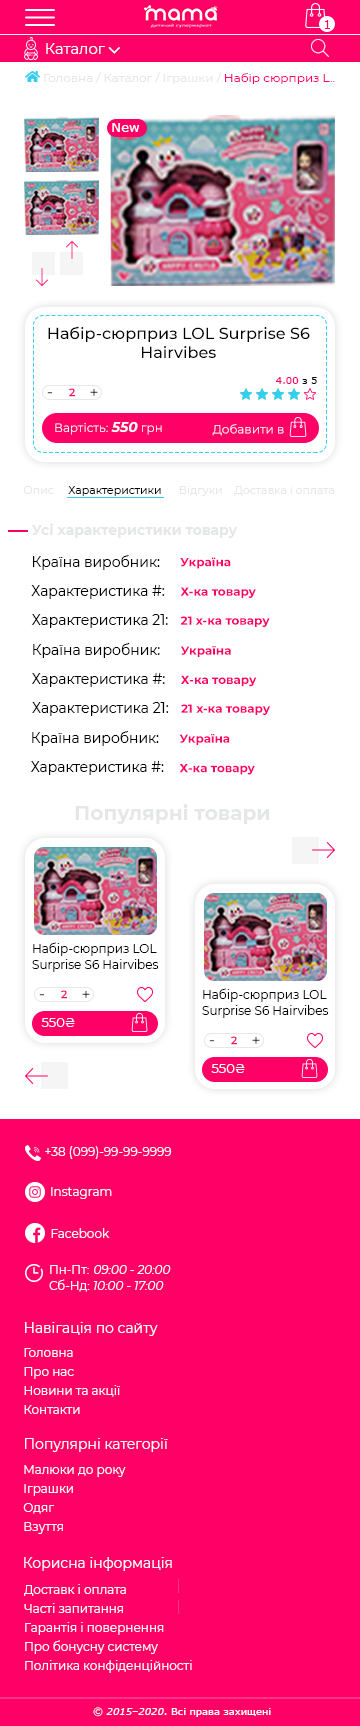 mama
дитячий супермаркет
1
Каталог
Головна / Каталог / Іграшки / Набір сюрприз L..
New
HAPPY CASTLE
Набір-сюрприз LOL Surprise S6
Hairvibes
4.00 з 5
- 2 +
Вартість: 550 грн
Добавити в
Опис Характеристики Відгуки Доставка і оплата
Усі характеристики товару
Країна виробник: Україна
Характеристика #: Х-ка товару
Характеристика 21: 21 х-ка товару
Країна виробник: Україна
Характеристика #: Х-ка товару
Характеристика 21: 21 х-ка товару
Країна виробник: Україна
Характеристика #: Х-ка товару
Популярні товари
Набір-сюрприз LOL
Surprise S6 Hairvibes
- 2 +
550₴
Набір-сюрприз LOL
Surprise S6 Hairvibes
- 2 +
550₴
+38 (099)-99-99-9999
Instagram
Facebook
Пн-Пт: 09:00 - 20:00
Сб-Нд: 10:00 - 17:00
Навігація по сайту
Головна
Про нас
Новини та акції
Контакти
Популярні категорії
Малюки до року
Іграшки
Одяг
Взуття
Корисна інформація
Доставк і оплата
Часті запитання
Гарантія і повернення
Про бонусну систему
Політика конфіденційності
© 2015-2020. Всі права захищені